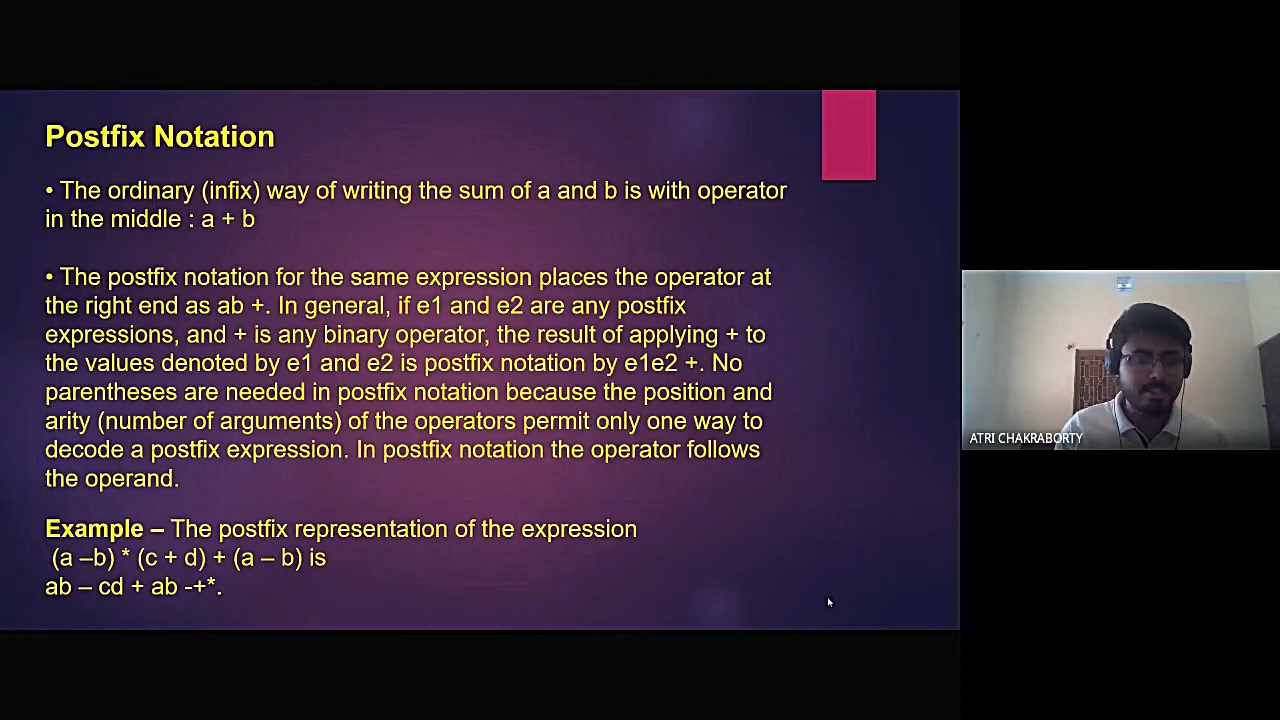 Postfix Notation
• The ordinary (infix) way of writing the sum of a and b is with operator
in the middle : a + b
• The postfix notation for the same expression places the operator at
the right end as ab +. In general, if e1 and e2 are any postfix
expressions, and + is any binary operator, the result of applying + to
the values denoted by e1 and e2 is postfix notation by e1e2 +. No
parentheses are needed in postfix notation because the position and
arity (number of arguments) of the operators permit only one way to
decode a postfix expression. In postfix notation the operator follows
the operand.
Example – The postfix representation of the expression
(a –b) * (c + d) + (a – b) is
ab – cd + ab -+*.
ATRI CHAKRABORTY